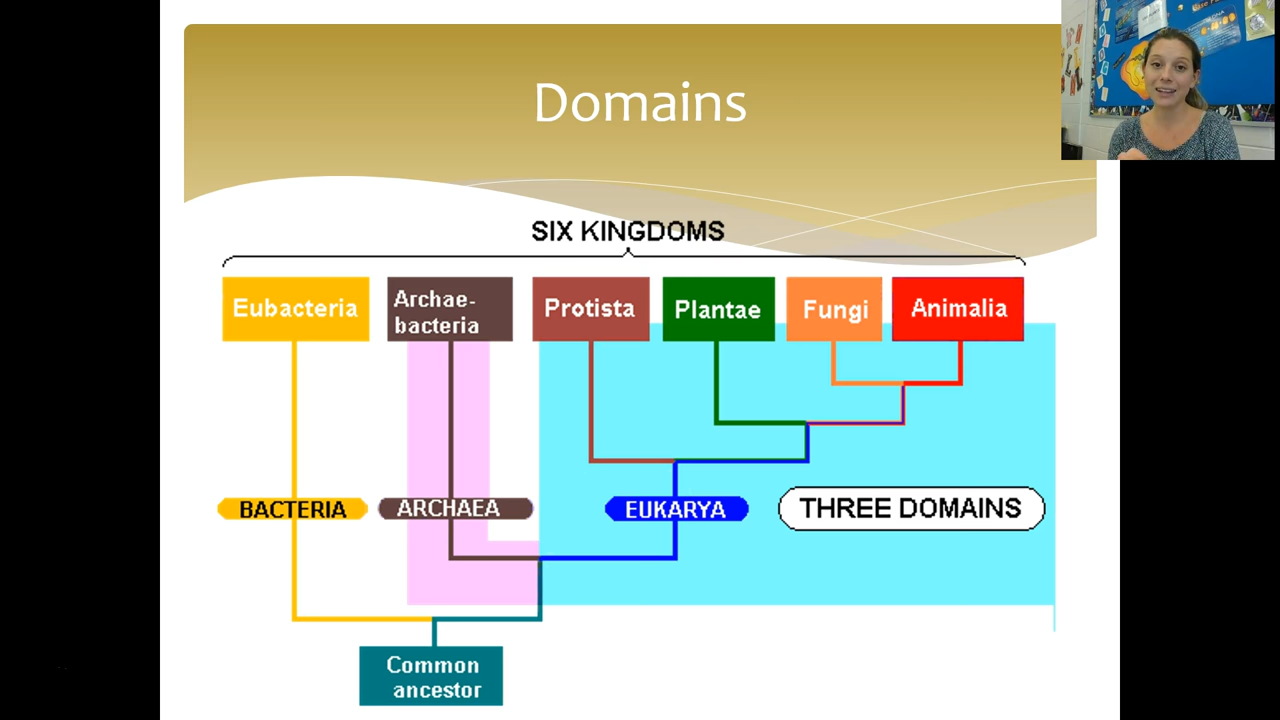 Domains
SIX KINGDOMS
Eubacteria
Archae-
bacteria
Protista
Plantae
Fungi
Animalia
BACTERIA
ARCHAEA
EUKARYA
THREE DOMAINS
Common
ancestor